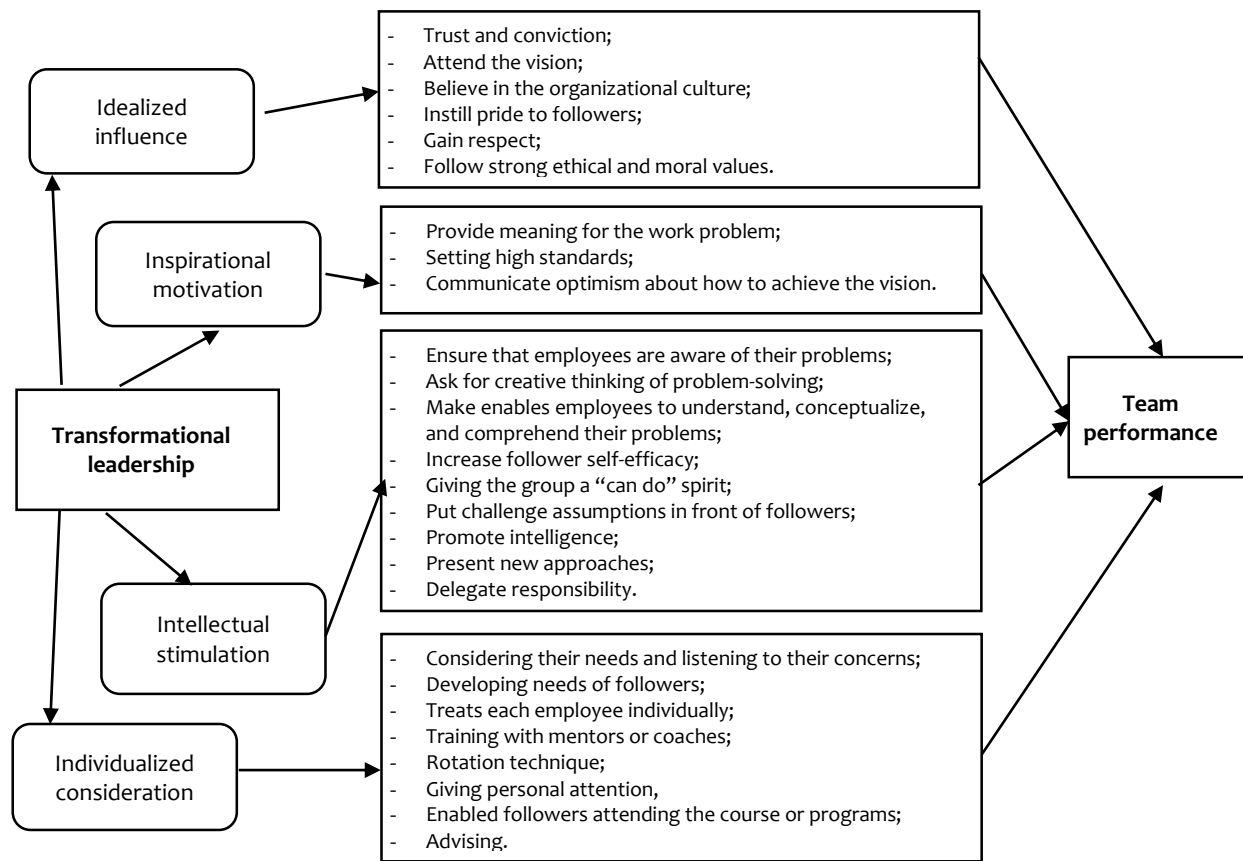 - Trust and conviction;
- Attend the vision;
- Believe in the organizational culture;
- Instill pride to followers;
- Gain respect;
- Follow strong ethical and moral values.
Idealized
influence
- Provide meaning for the work problem;
- Setting high standards;
- Communicate optimism about how to achieve the vision.
Inspirational
motivation
- Ensure that employees are aware of their problems;
- Ask for creative thinking of problem-solving;
- Make enables employees to understand, conceptualize,
and comprehend their problems;
- Increase follower self-efficacy;
- Giving the group a “can do” spirit;
- Put challenge assumptions in front of followers;
- Promote intelligence;
- Present new approaches;
- Delegate responsibility.
Transformational
leadership
Team
performance
Intellectual
stimulation
- Considering their needs and listening to their concerns;
- Developing needs of followers;
- Treats each employee individually;
- Training with mentors or coaches;
- Rotation technique;
- Giving personal attention,
- Enabled followers attending the course or programs;
- Advising.
Individualized
consideration